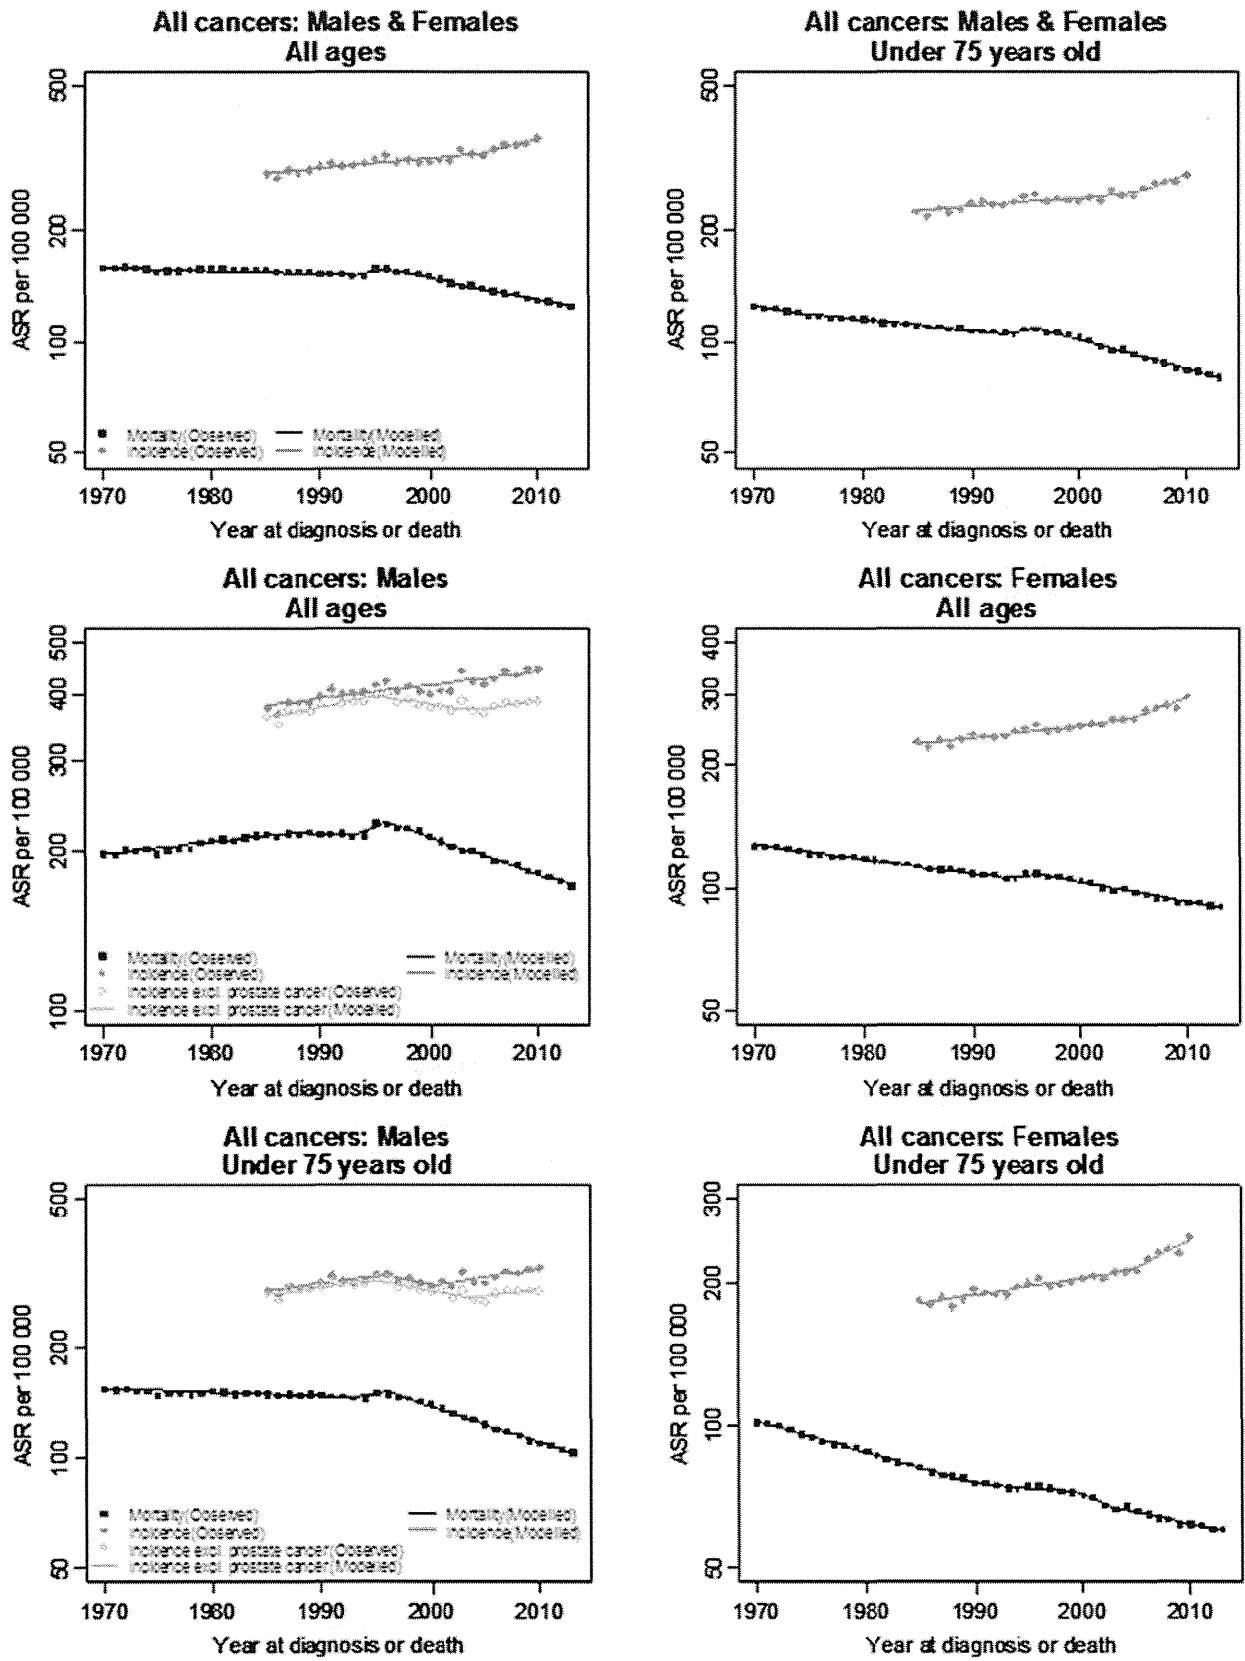 All cancers: Males & Females
All ages
ASR per 100 000
500
200
100
50
Mortality(Observed)
Mortality(Modelled)
Incidence(Observed)
Incidence(Modelled)
1970 1980 1990 2000 2010
Year at diagnosis or death
All cancers: Males & Females
Under 75 years old
ASR per 100 000
500
200
100
50
1970 1980 1990 2000 2010
Year at diagnosis or death
All cancers: Males
All ages
ASR per 100 000
500
400
300
200
100
Mortality(Observed)
Mortality(Modelled)
Incidence(Observed)
Incidence(Modelled)
Incidence excl. prostate cancer(Observed)
Incidence excl. prostate cancer(Modelled)
1970 1980 1990 2000 2010
Year at diagnosis or death
All cancers: Females
All ages
ASR per 100 000
400
300
200
100
50
1970 1980 1990 2000 2010
Year at diagnosis or death
All cancers: Males
Under 75 years old
ASR per 100 000
500
200
100
50
Mortality(Observed)
Mortality(Modelled)
Incidence(Observed)
Incidence(Modelled)
Incidence excl. prostate cancer(Observed)
Incidence excl. prostate cancer(Modelled)
1970 1980 1990 2000 2010
Year at diagnosis or death
All cancers: Females
Under 75 years old
ASR per 100 000
300
200
100
50
1970 1980 1990 2000 2010
Year at diagnosis or death